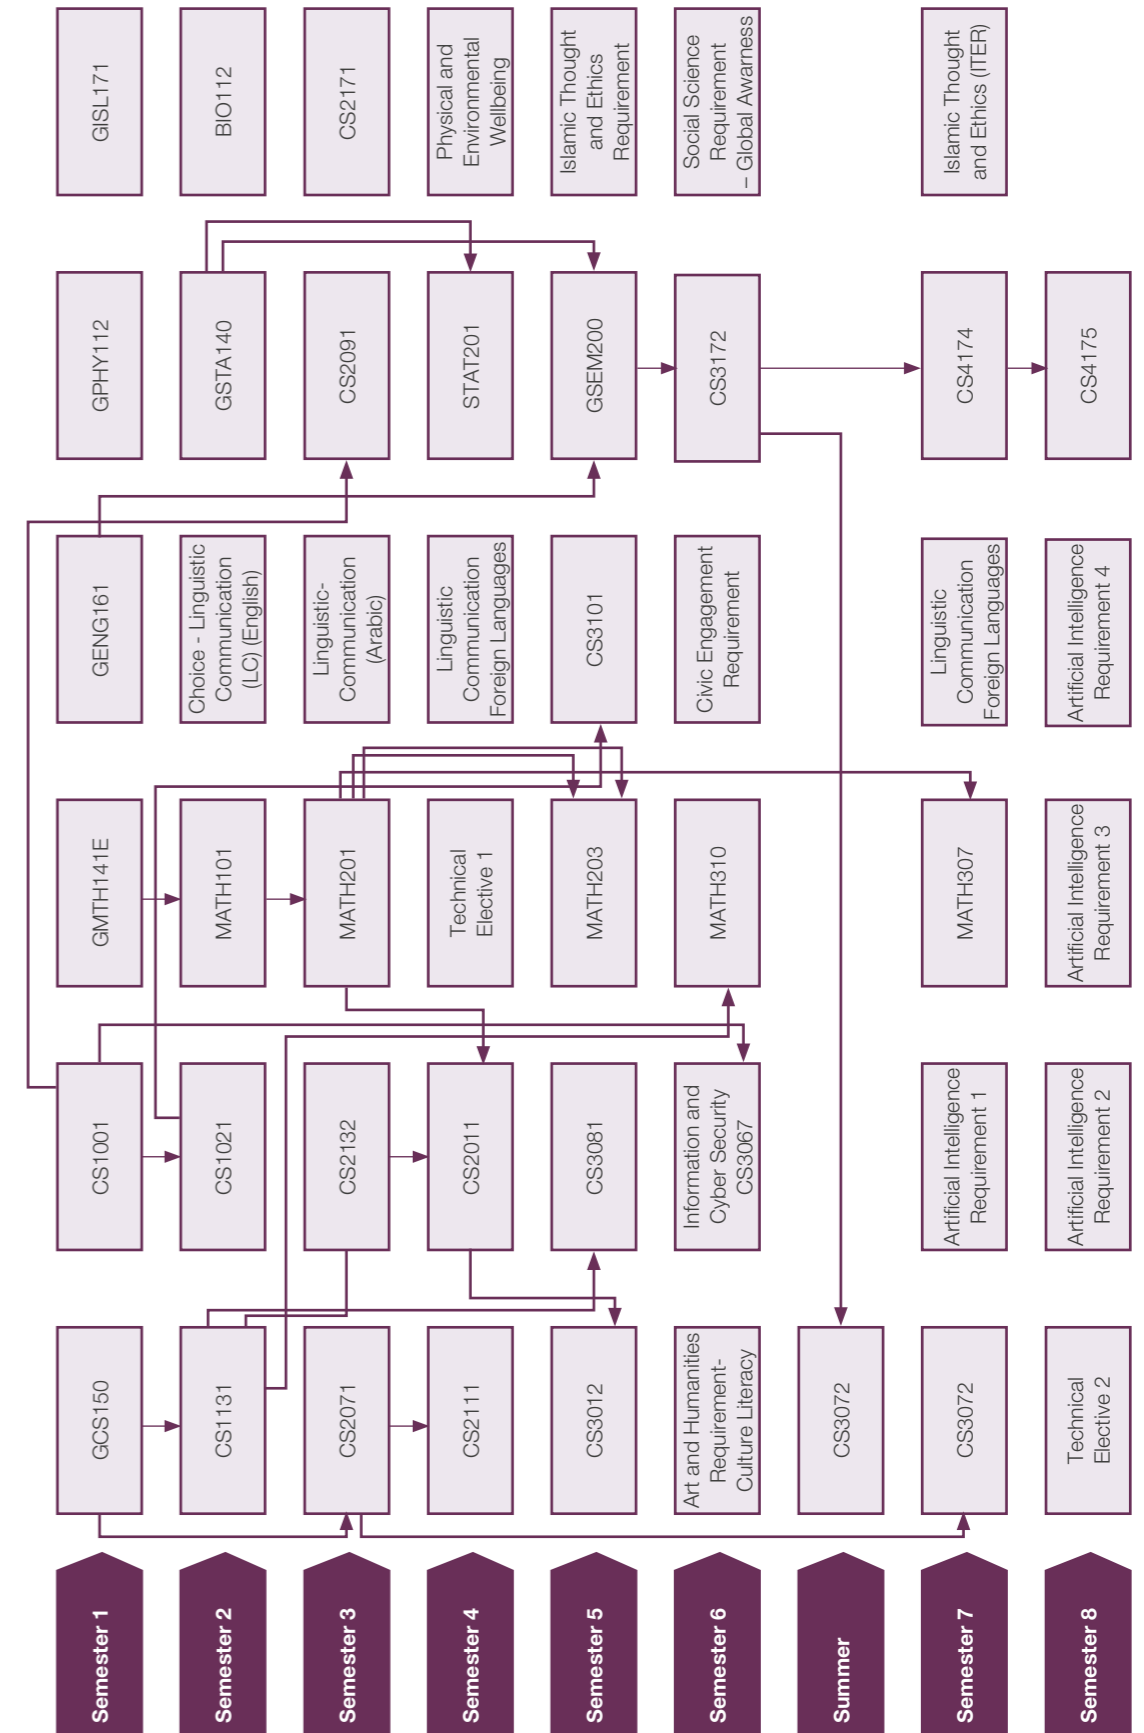 Semester 1
GCS150
CS1001
GMTH141E
GENG161
GPHY112
GISL171
Semester 2
CS1131
CS1021
MATH101
Choice - Linguistic
Communication
(LC) (English)
GSTA140
BIO112
Semester 3
CS2071
CS2132
MATH201
Linguistic-
Communication
(Arabic)
CS2091
CS2171
Semester 4
CS2111
CS2011
Technical
Elective 1
Linguistic
Communication
Foreign Languages
STAT201
Physical and
Environmental
Wellbeing
Semester 5
CS3012
CS3081
MATH203
CS3101
GSEM200
Islamic Thought
and Ethics
Requirement
Semester 6
Art and Humanities
Requirement-
Culture Literacy
Information and
Cyber Security
CS3067
MATH310
Civic Engagement
Requirement
CS3172
Social Science
Requirement
– Global Awarness
Summer
CS3072
Semester 7
CS3072
Artificial Intelligence
Requirement 1
MATH307
Linguistic
Communication
Foreign Languages
CS4174
Islamic Thought
and Ethics (ITER)
Semester 8
Technical
Elective 2
Artificial Intelligence
Requirement 2
Artificial Intelligence
Requirement 3
Artificial Intelligence
Requirement 4
CS4175